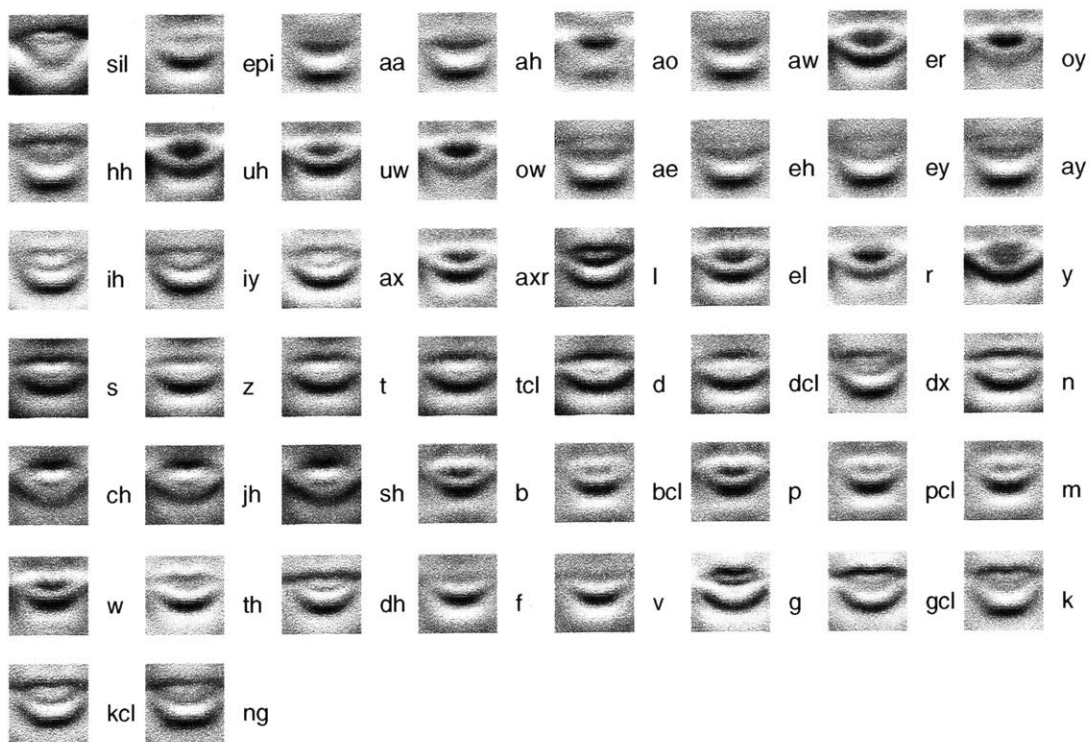 sil epi aa ah ao aw er oy
hh uh uw ow ae eh ey ay
ih iy ax axr l el r y
s z t tcl d dcl dx n
ch jh sh b bcl p pcl m
w th dh f v g gcl k
kcl ng